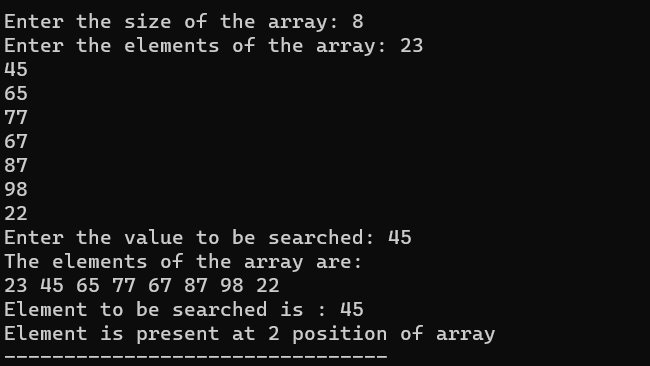 Enter the size of the array: 8
Enter the elements of the array: 23
45
65
77
67
87
98
22
Enter the value to be searched: 45
The elements of the array are:
23 45 65 77 67 87 98 22
Element to be searched is : 45
Element is present at 2 position of array
--------------------------------